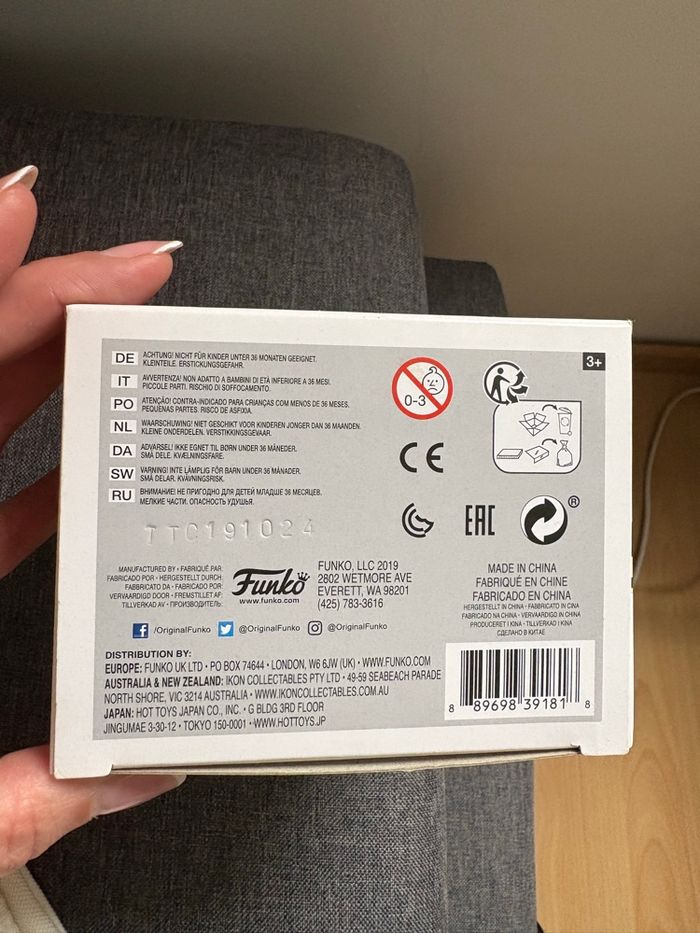 DE ACHTUNG! NICHT FÜR KINDER UNTER 36 MONATEN GEEIGNET.
KLEINTEILE. ERSTICKUNGSGEFAHR.
IT AVVERTENZA! NON ADATTO A BAMBINI DI ETÀ INFERIORE A 36 MESI.
PICCOLE PARTI. RISCHIO DI SOFFOCAMENTO.
PO ATENÇÃO! CONTRA-INDICADO PARA CRIANÇAS COM MENOS DE 36 MESES.
PEQUENAS PARTES. RISCO DE ASFIXIA.
NL WAARSCHUWING! NIET GESCHIKT VOOR KINDEREN JONGER DAN 36 MAANDEN.
KLEINE ONDERDELEN. VERSTIKKINGSGEVAAR.
DA ADVARSEL! IKKE EGNET TIL BØRN UNDER 36 MÅNEDER.
SMÅ DELE. KVÆLNINGSFARE.
SW VARNING! INTE LÄMPLIG FÖR BARN UNDER 36 MÅNADER.
SMÅ DELAR. KVÄVNINGSRISK.
RU ВНИМАНИЕ! НЕ ПРИГОДНО ДЛЯ ДЕТЕЙ МЛАДШЕ 36 МЕСЯЦЕВ.
МЕЛКИЕ ЧАСТИ. ОПАСНОСТЬ УДУШЬЯ.
TTC191024
3+
0-3
CE
EAC
®
MANUFACTURED BY • FABRIQUÉ PAR:
FABRICADO POR • HERGESTELLT DURCH:
FABBRICATO DA • FABRICADO POR:
VERVAARDIGD DOOR • FREMSTILLET AF:
TILLVERKAD AV • ПРОИЗВОДИТЕЛЬ:
Funko
www.funko.com
FUNKO, LLC 2019
2802 WETMORE AVE
EVERETT, WA 98201
(425) 783-3616
MADE IN CHINA
FABRIQUÉ EN CHINE
FABRICADO EN CHINA
HERGESTELLT IN CHINA • FABBRICATO IN CINA
FABRICADO NA CHINA • VERVAARDIGD IN CHINA
PRODUCERET I KINA • TILLVERKAD I KINA
СДЕЛАНО В КИТАЕ
f /OriginalFunko @OriginalFunko @OriginalFunko
DISTRIBUTION BY:
EUROPE: FUNKO UK LTD • PO BOX 74644 • LONDON, W6 6JW (UK) • WWW.FUNKO.COM
AUSTRALIA & NEW ZEALAND: IKON COLLECTABLES PTY LTD • 49-59 SEABEACH PARADE
NORTH SHORE, VIC 3214 AUSTRALIA • WWW.IKONCOLLECTABLES.COM.AU
JAPAN: HOT TOYS JAPAN CO., INC. • G BLDG 3RD FLOOR
JINGUMAE 3-30-12 • TOKYO 150-0001 • WWW.HOTTOYS.JP
8 89698 39181 8